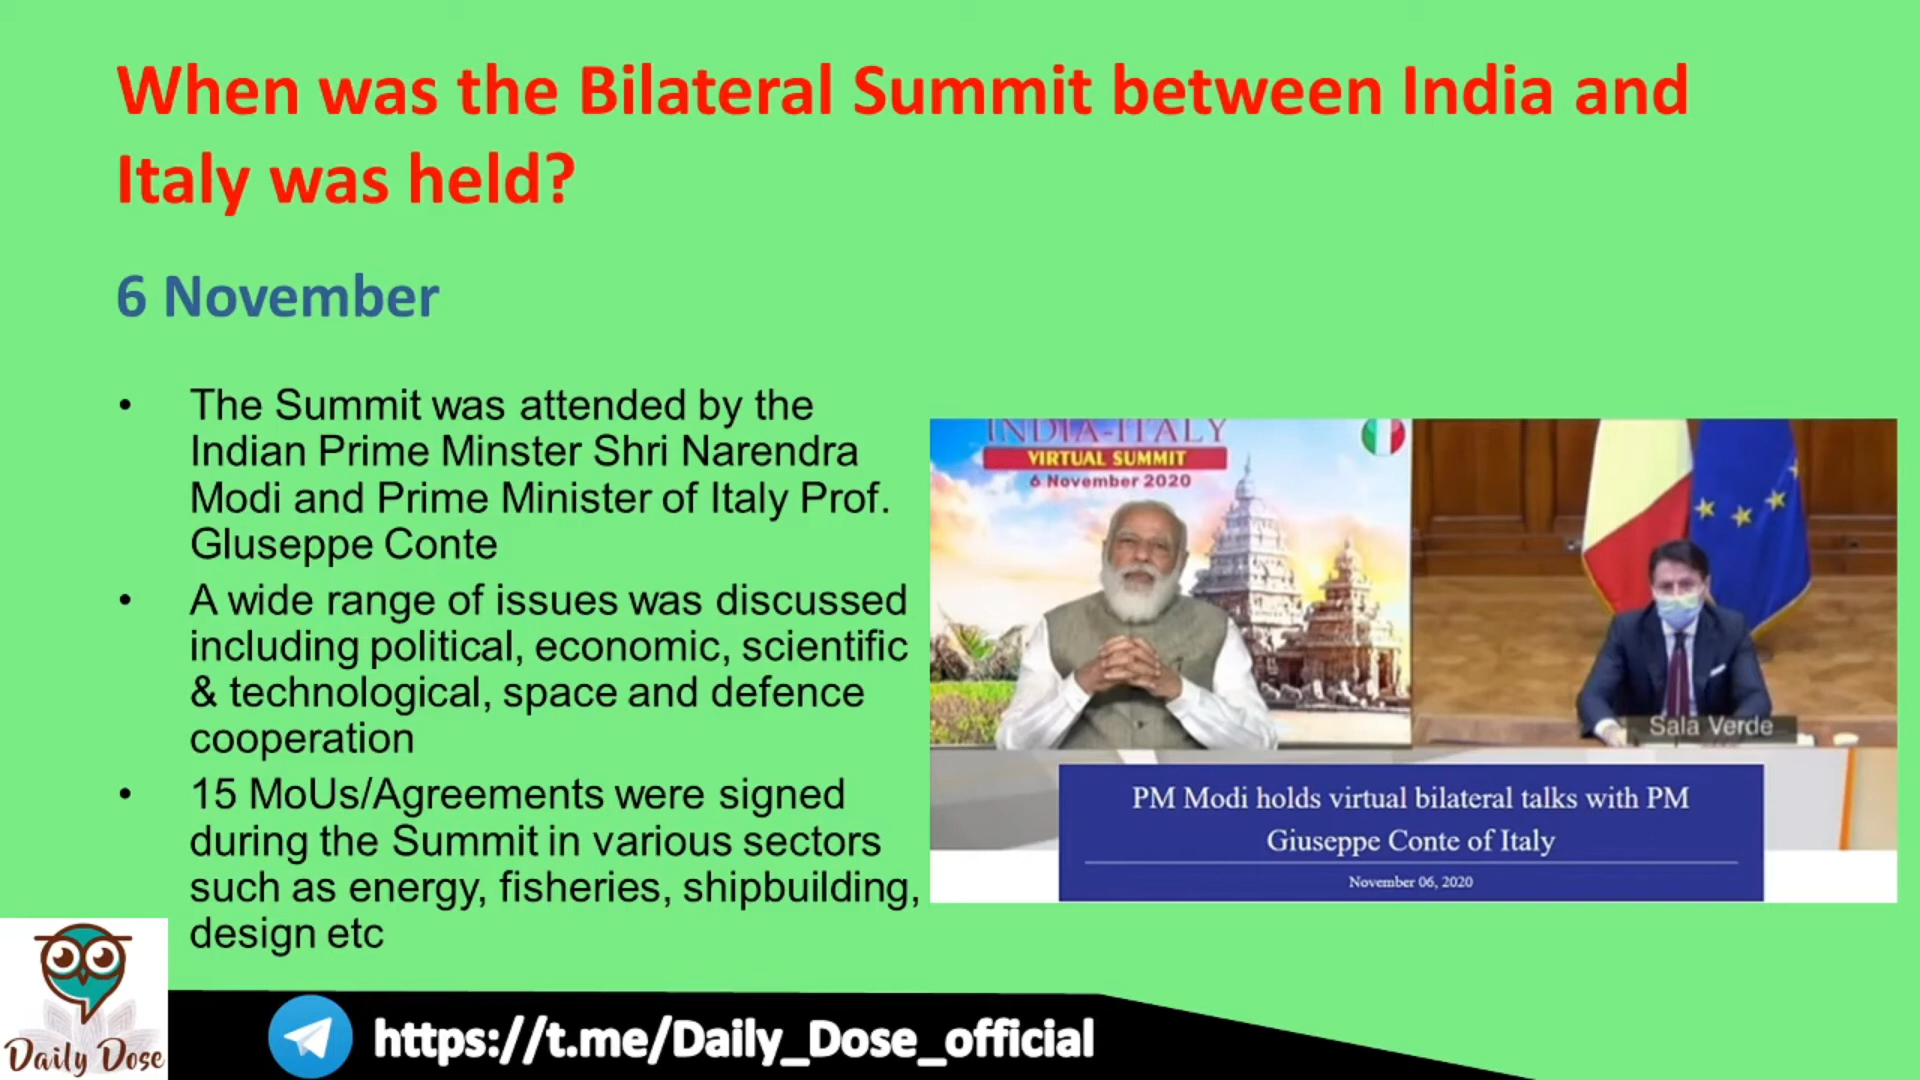 When was the Bilateral Summit between India and
Italy was held?
6 November
• The Summit was attended by the
Indian Prime Minster Shri Narendra
Modi and Prime Minister of Italy Prof.
GIuseppe Conte
• A wide range of issues was discussed
including political, economic, scientific
& technological, space and defence
cooperation
• 15 MoUs/Agreements were signed
during the Summit in various sectors
such as energy, fisheries, shipbuilding,
design etc
INDIA-ITALY
VIRTUAL SUMMIT
6 November 2020
Sala Verde
PM Modi holds virtual bilateral talks with PM
Giuseppe Conte of Italy
November 06, 2020
Daily Dose
https://t.me/Daily_Dose_official